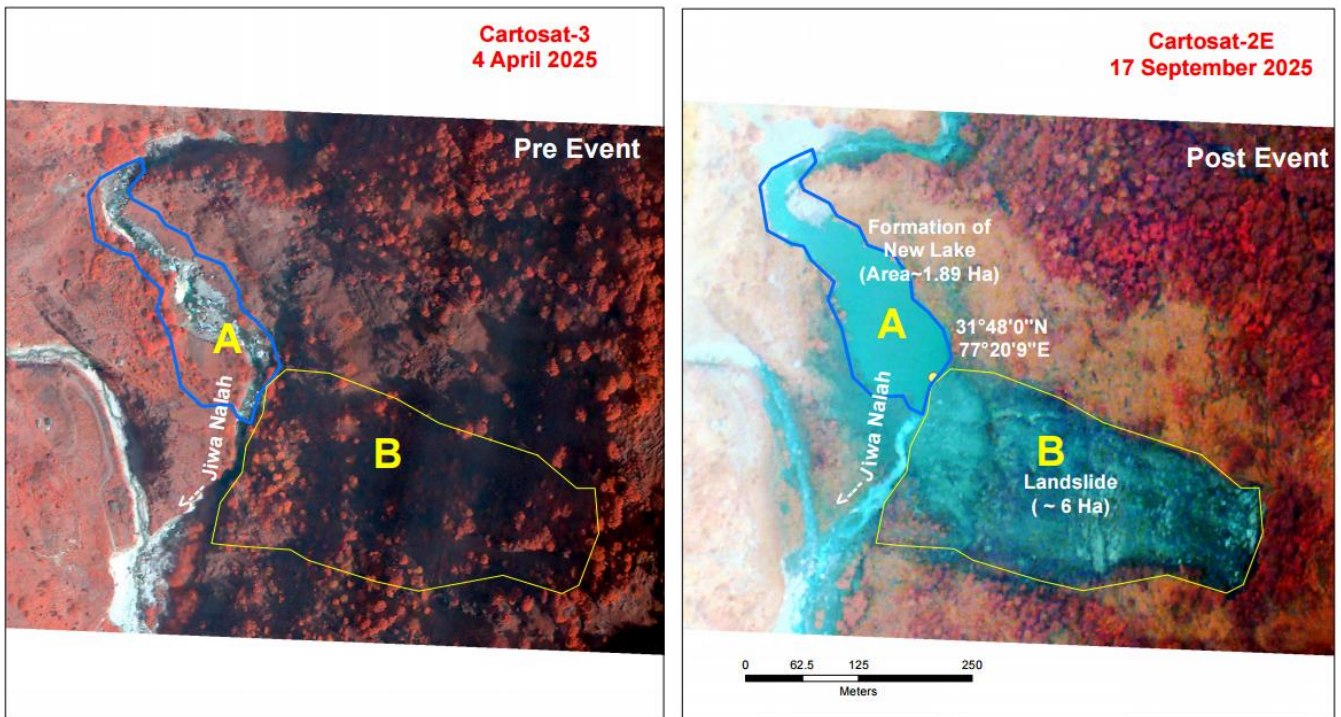 Cartosat-3
4 April 2025
Pre Event
A
<--- Jiwa Nalah
B
Cartosat-2E
17 September 2025
Post Event
Formation of
New Lake
(Area~1.89 Ha)
A
31°48'0"N
77°20'9"E
<--- Jiwa Nalah
B
Landslide
( ~ 6 Ha)
0 62.5 125 250
Meters